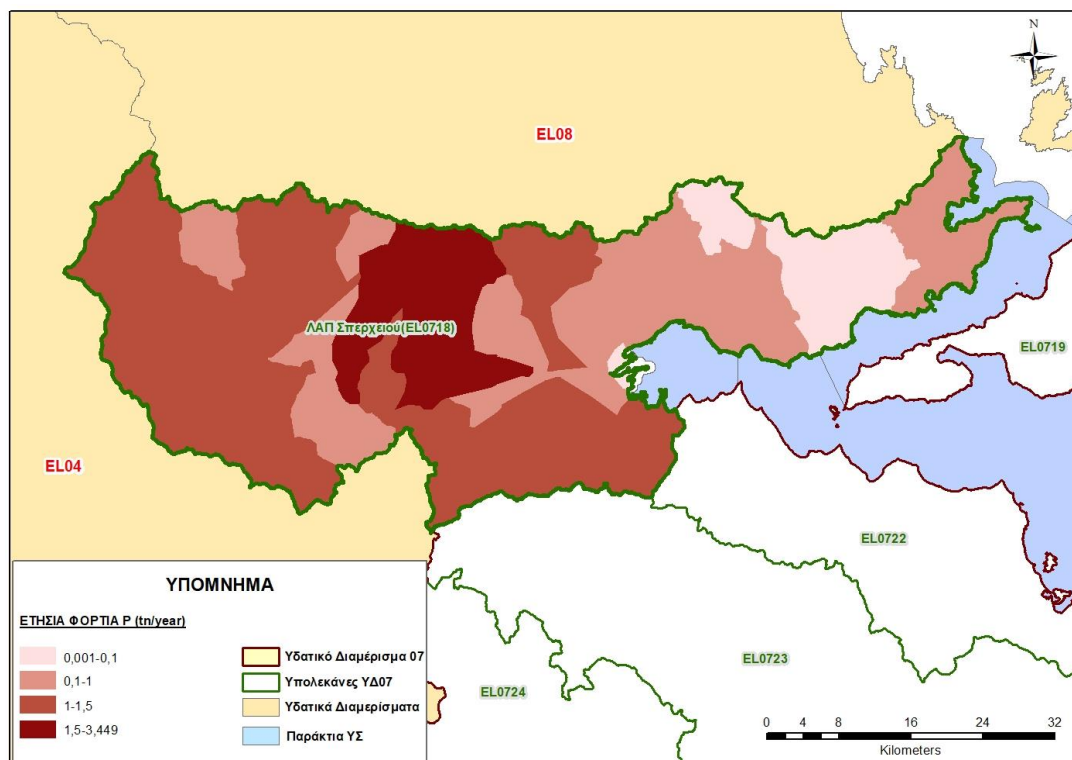 N
EL08
ΛΑΠ Σπερχειού(EL0718)
EL0719
EL04
EL0722
EL0723
EL0724
ΥΠΟΜΝΗΜΑ
ΕΤΗΣΙΑ ΦΟΡΤΙΑ P (tn/year)
0,001-0,1
0,1-1
1-1,5
1,5-3,449
Υδατικό Διαμέρισμα 07
Υπολεκάνες ΥΔ07
Υδατικά Διαμερίσματα
Παράκτια ΥΣ
0 4 8 16 24 32
Kilometers